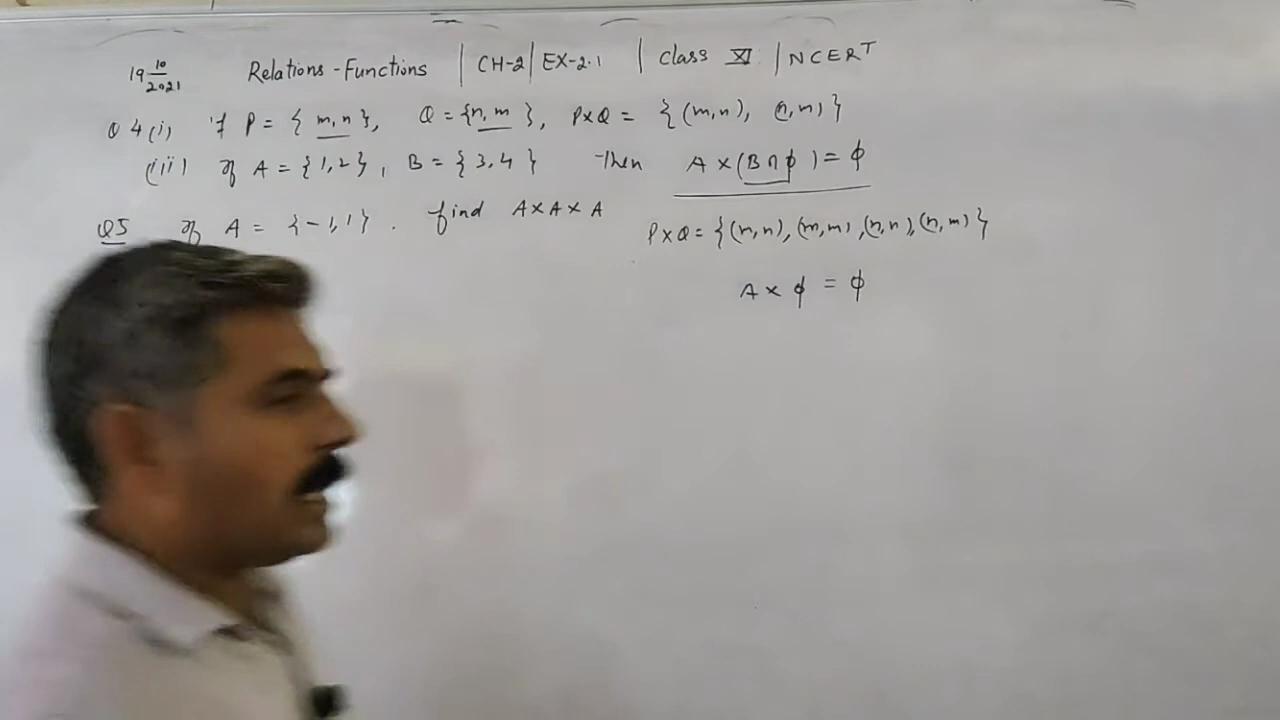 19 10/2021 Relations-Functions | CH-2 | EX-2.1 | Class XI | NCERT
Q 4 (i) If P = { m, n }, Q = {n, m }, P×Q = { (m,n), (n,m) }
(iii) If A = {1,2}, B = { 3,4 } Then A × (B ∩ ϕ ) = ϕ
Q5 If A = {-1,1}. find A×A×A
P×Q = { (m,n), (m,m), (n,n), (n,m) }
A × ϕ = ϕ